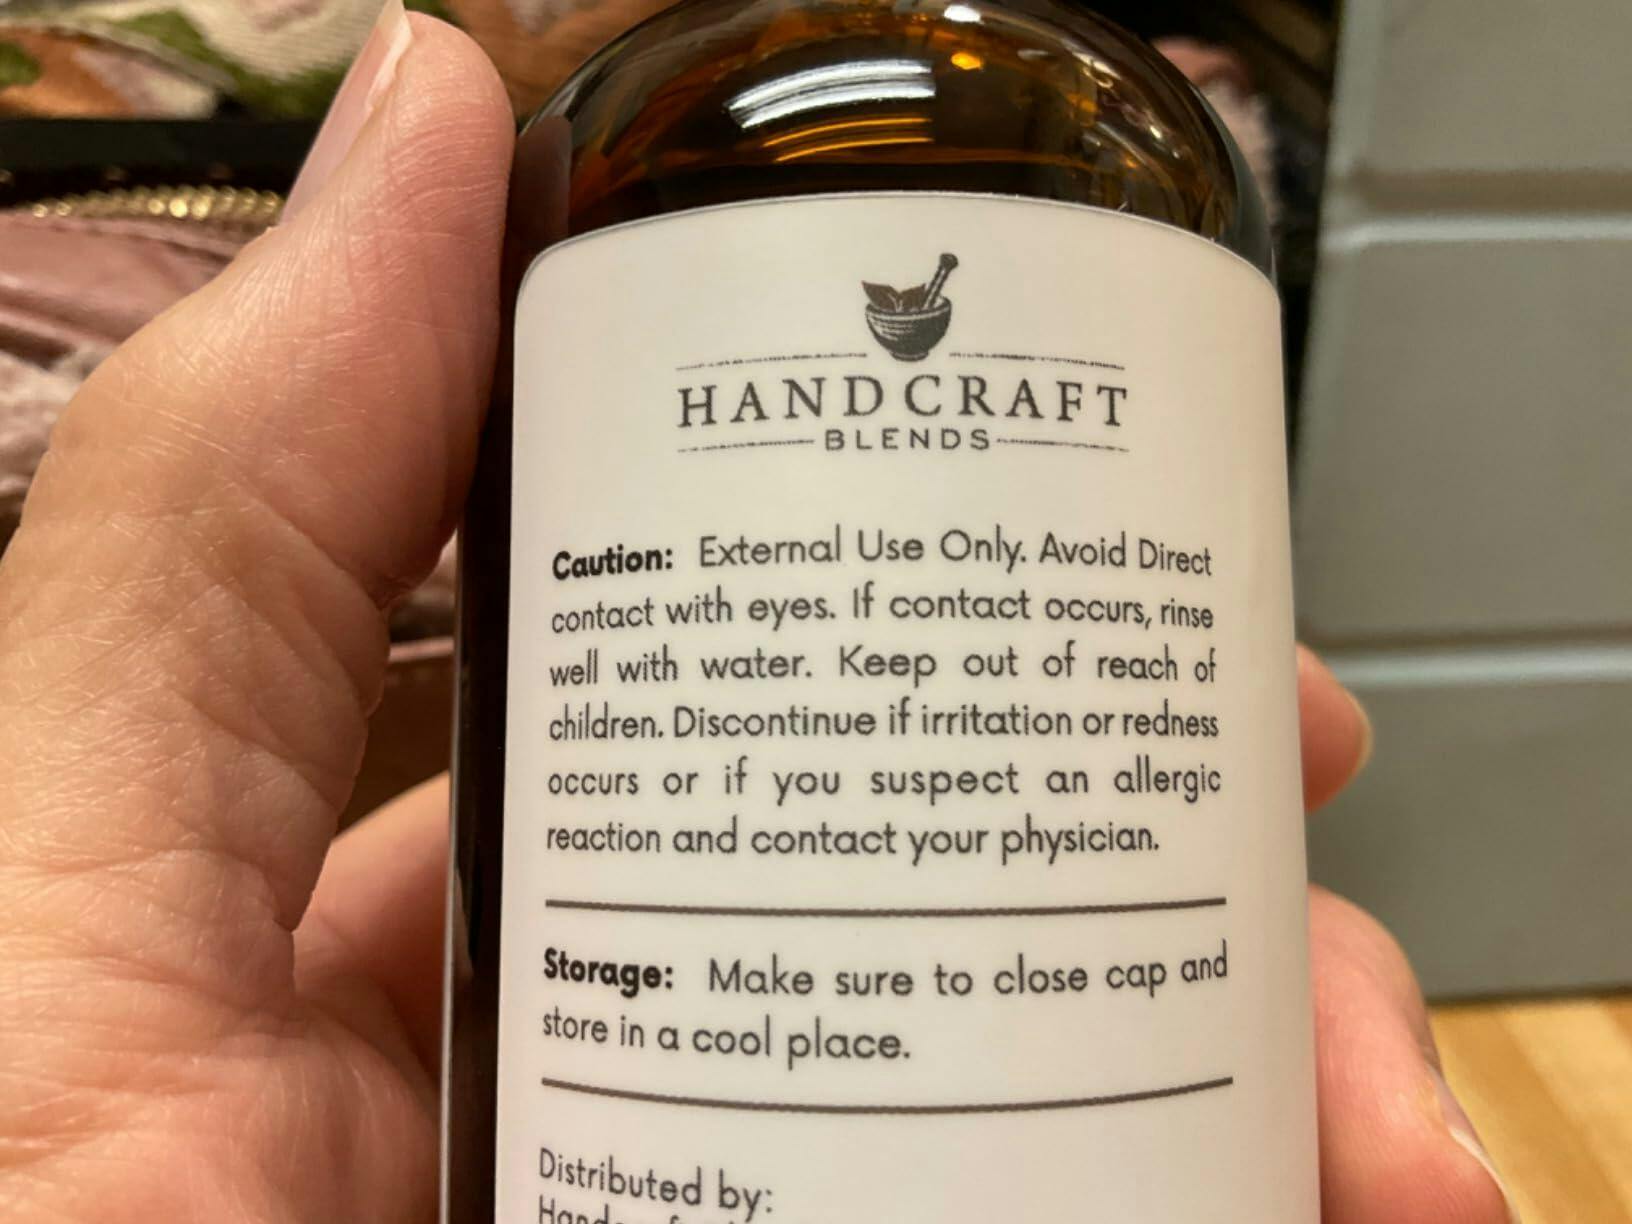 HANDCRAFT
BLENDS
Caution: External Use Only. Avoid Direct
contact with eyes. If contact occurs, rinse
well with water. Keep out of reach of
children. Discontinue if irritation or redness
occurs or if you suspect an allergic
reaction and contact your physician.
Storage: Make sure to close cap and
store in a cool place.
Distributed by: